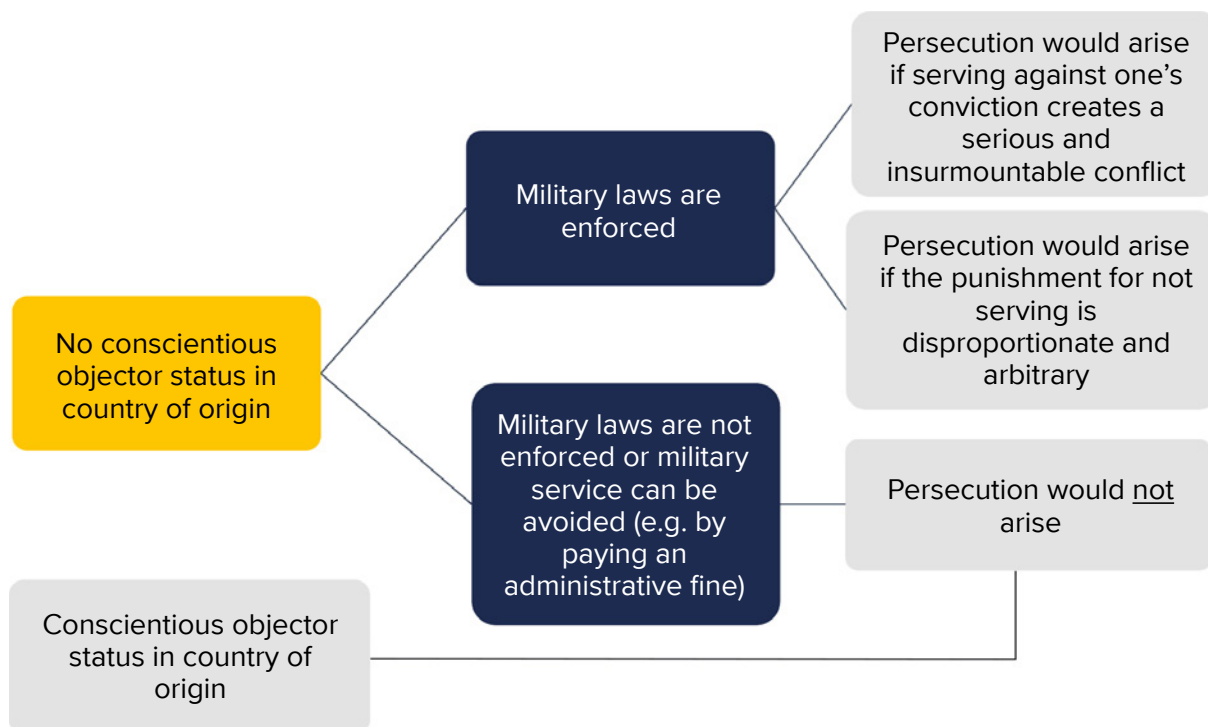 Persecution would arise
if serving against one’s
conviction creates a
serious and
insurmountable conflict
Military laws are
enforced
Persecution would arise
if the punishment for not
serving is
disproportionate and
arbitrary
No conscientious
objector status in
country of origin
Military laws are not
enforced or military
service can be
avoided (e.g. by
paying an
administrative fine)
Persecution would not
arise
Conscientious objector
status in country of
origin